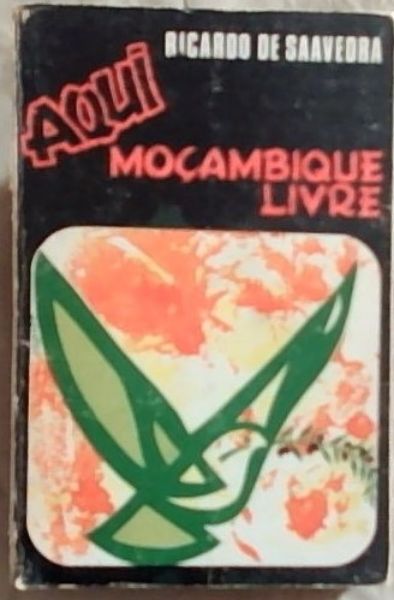 RICARDO DE SAAVEDRA
AQUI
MOÇAMBIQUE
LIVRE